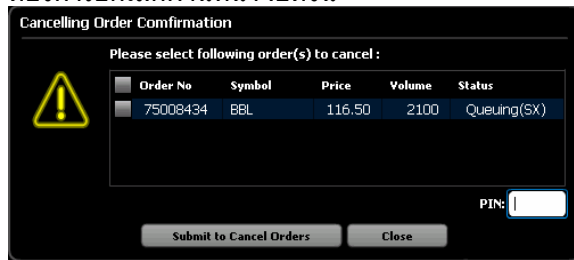 Cancelling Order Comfirmation
Please select following order(s) to cancel :
Order No Symbol Price Volume Status
75008434 BBL 116.50 2100 Queuing(SX)
PIN:
Submit to Cancel Orders Close